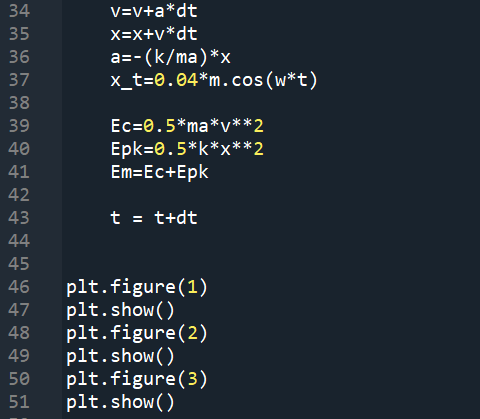 34 v=v+a*dt
35 x=x+v*dt
36 a=-(k/ma)*x
37 x_t=0.04*m.cos(w*t)
38
39 Ec=0.5*ma*v**2
40 Epk=0.5*k*x**2
41 Em=Ec+Epk
42
43 t = t+dt
44
45
46 plt.figure(1)
47 plt.show()
48 plt.figure(2)
49 plt.show()
50 plt.figure(3)
51 plt.show()